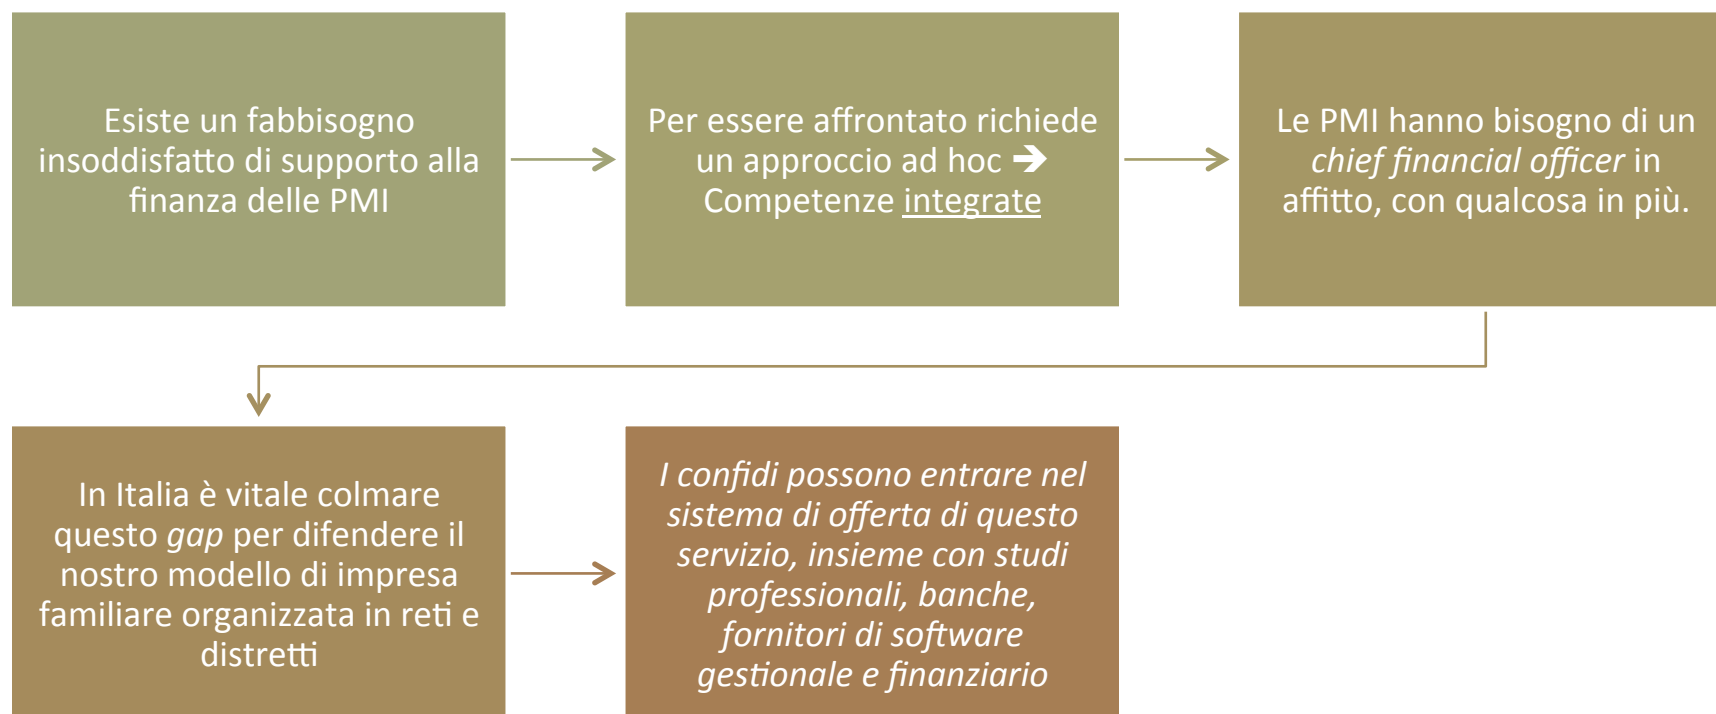 Esiste un fabbisogno
insoddisfatto di supporto alla
finanza delle PMI
Per essere affrontato richiede
un approccio ad hoc ➔
Competenze integrate
Le PMI hanno bisogno di un
chief financial officer in
affitto, con qualcosa in più.
In Italia è vitale colmare
questo gap per difendere il
nostro modello di impresa
familiare organizzata in reti e
distretti
I confidi possono entrare nel
sistema di offerta di questo
servizio, insieme con studi
professionali, banche,
fornitori di software
gestionale e finanziario